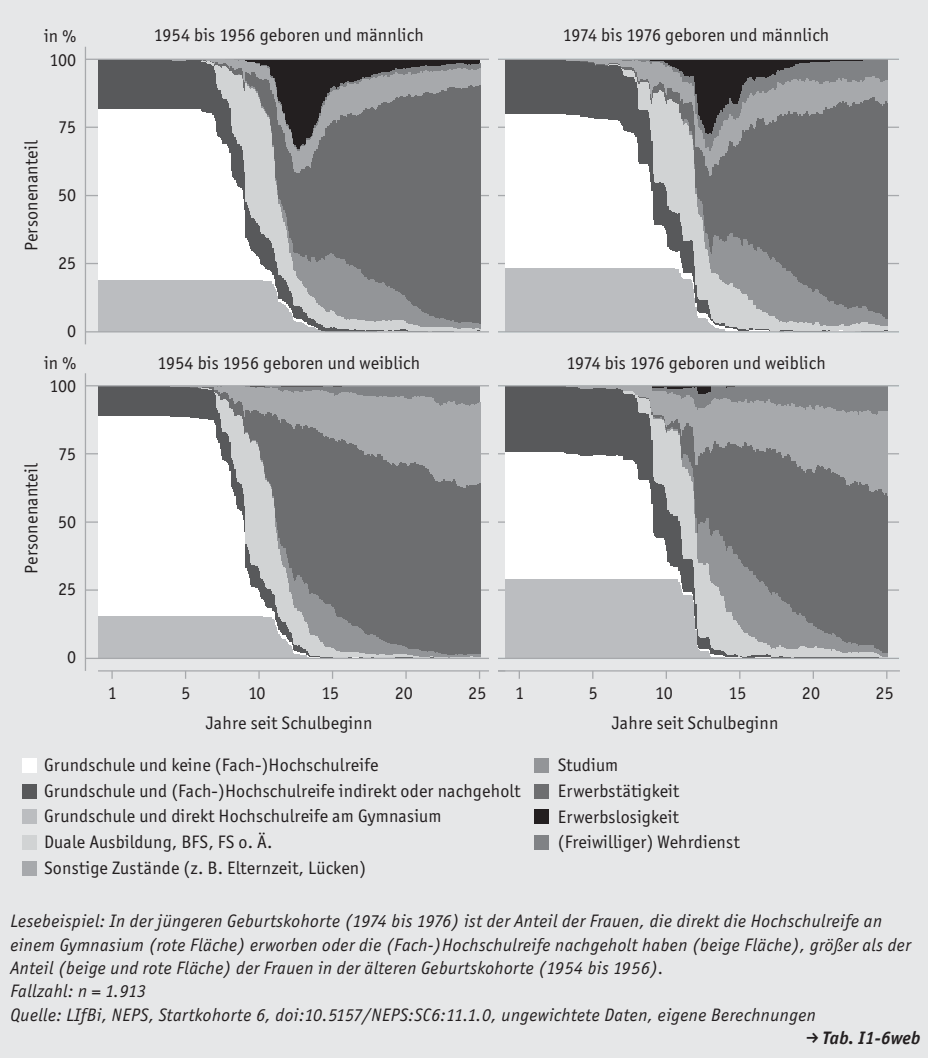 in %
1954 bis 1956 geboren und männlich
1974 bis 1976 geboren und männlich
100
75
50
25
0
Personenanteil
in %
1954 bis 1956 geboren und weiblich
1974 bis 1976 geboren und weiblich
100
75
50
25
0
Personenanteil
1 5 10 15 20 25
1 5 10 15 20 25
Jahre seit Schulbeginn
Jahre seit Schulbeginn
Grundschule und keine (Fach-)Hochschulreife
Grundschule und (Fach-)Hochschulreife indirekt oder nachgeholt
Grundschule und direkt Hochschulreife am Gymnasium
Duale Ausbildung, BFS, FS o. Ä.
Sonstige Zustände (z. B. Elternzeit, Lücken)
Studium
Erwerbstätigkeit
Erwerbslosigkeit
(Freiwilliger) Wehrdienst
Lesebeispiel: In der jüngeren Geburtskohorte (1974 bis 1976) ist der Anteil der Frauen, die direkt die Hochschulreife an
einem Gymnasium (rote Fläche) erworben oder die (Fach-)Hochschulreife nachgeholt haben (beige Fläche), größer als der
Anteil (beige und rote Fläche) der Frauen in der älteren Geburtskohorte (1954 bis 1956).
Fallzahl: n = 1.913
Quelle: LIfBi, NEPS, Startkohorte 6, doi:10.5157/NEPS:SC6:11.1.0, ungewichtete Daten, eigene Berechnungen
→ Tab. I1-6web